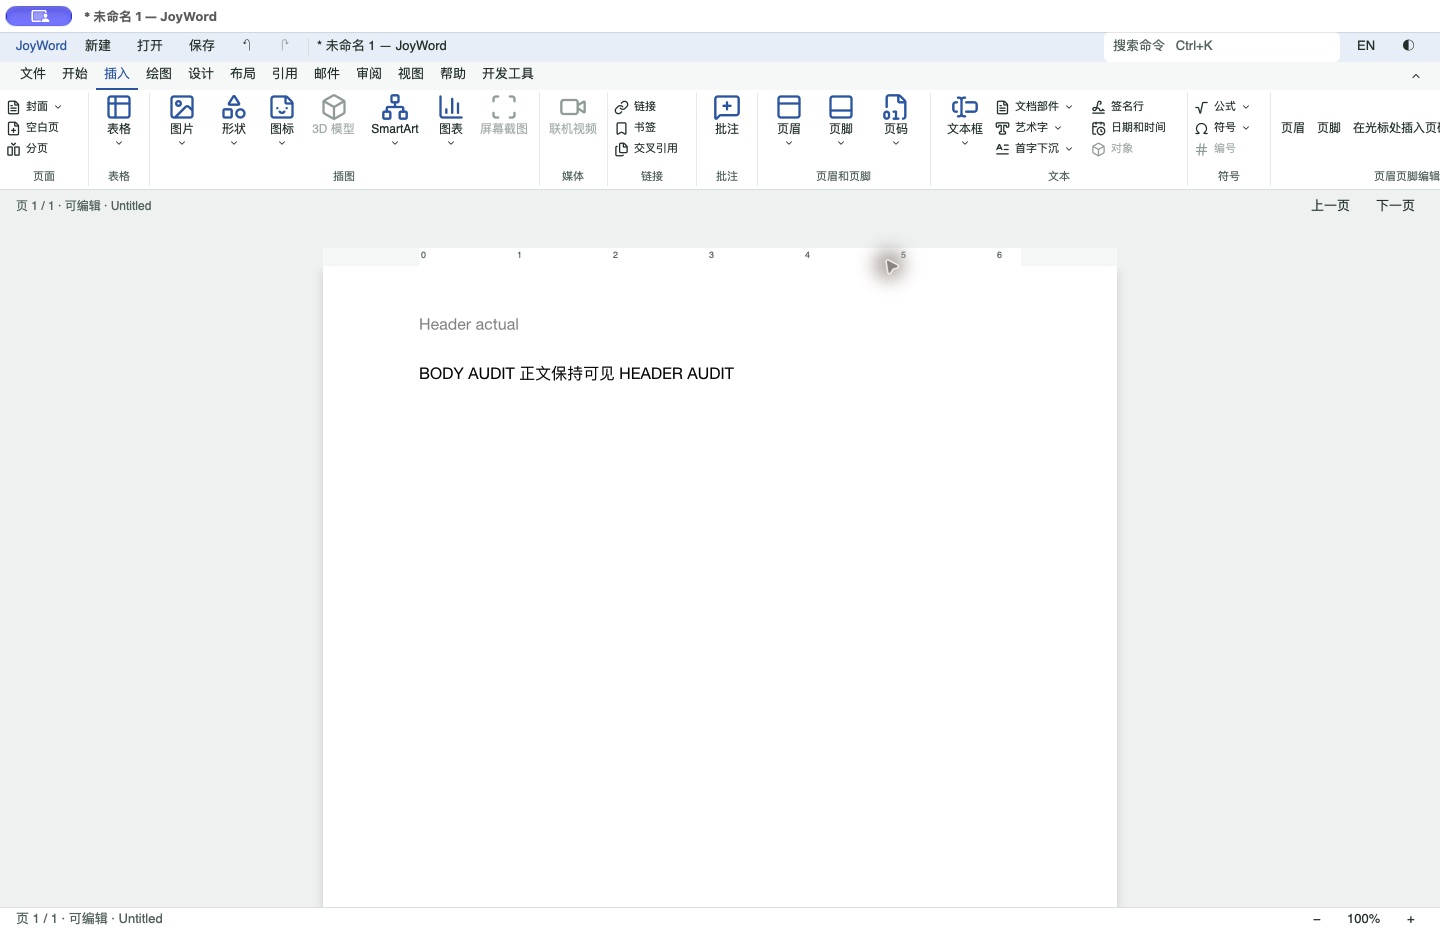 * 未命名 1 — JoyWord
JoyWord 新建 打开 保存 * 未命名 1 — JoyWord 搜索命令 Ctrl+K EN
文件 开始 插入 绘图 设计 布局 引用 邮件 审阅 视图 帮助 开发工具
封面
空白页
分页
页面
表格
表格
图片 形状 图标 3D 模型 SmartArt 图表 屏幕截图
插图
联机视频
媒体
链接
书签
交叉引用
链接
批注
批注
页眉 页脚 页码
页眉和页脚
文本框
文档部件
艺术字
首字下沉
签名行
日期和时间
对象
文本
公式
符号
编号
符号
页眉 页脚 在光标处插入页
页眉页脚编辑
页 1 / 1 · 可编辑 · Untitled 上一页 下一页
0 1 2 3 4 5 6
Header actual
BODY AUDIT 正文保持可见 HEADER AUDIT
页 1 / 1 · 可编辑 · Untitled − 100% +